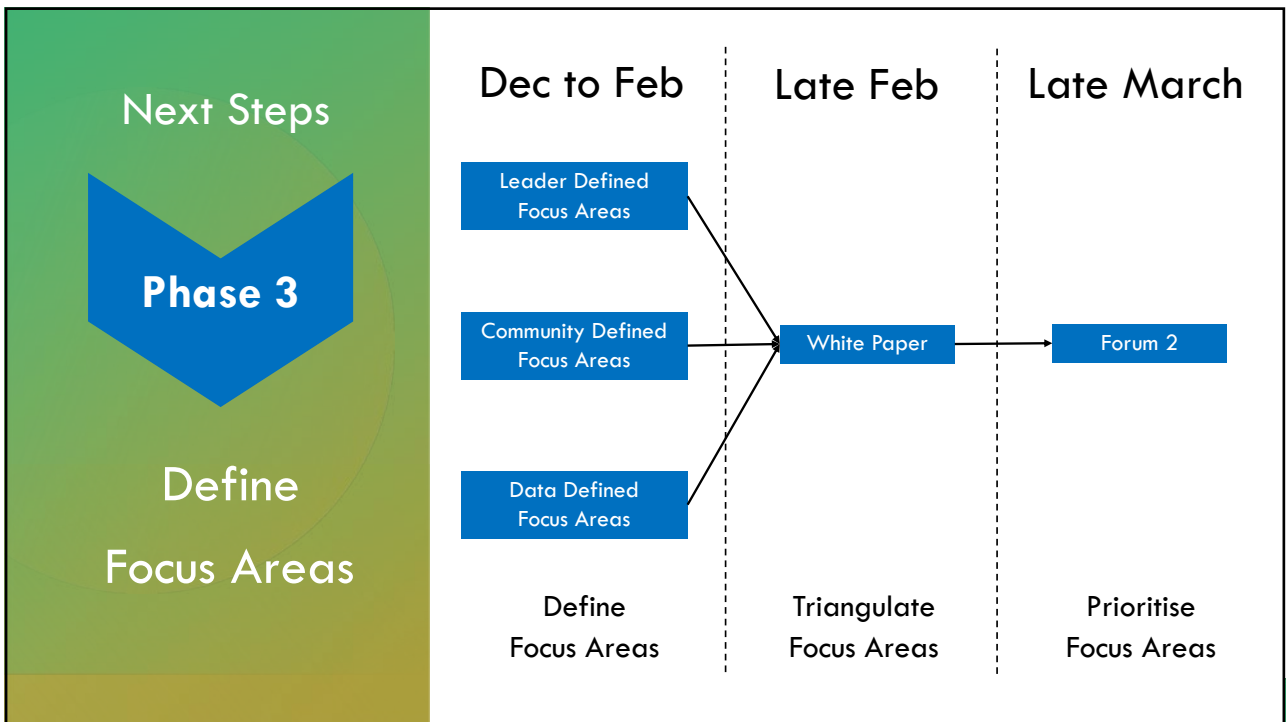 Next Steps
Phase 3
Define
Focus Areas
Dec to Feb
Late Feb
Late March
Leader Defined
Focus Areas
Community Defined
Focus Areas
Data Defined
Focus Areas
White Paper
Forum 2
Define
Focus Areas
Triangulate
Focus Areas
Prioritise
Focus Areas